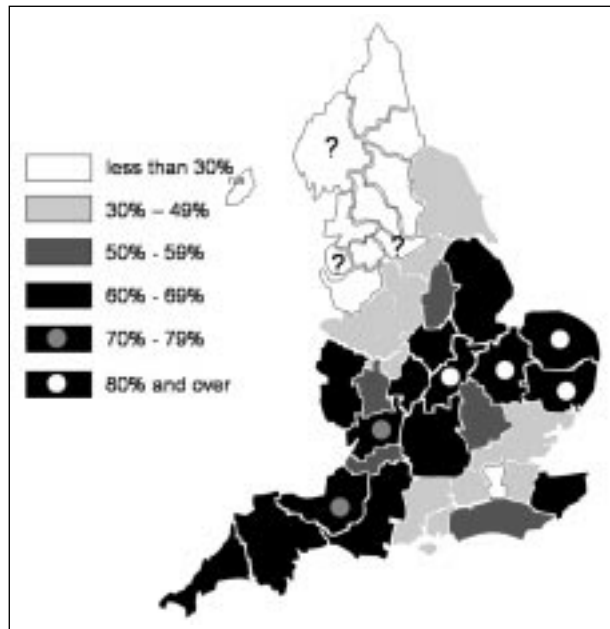 less than 30%
30% – 49%
50% - 59%
60% - 69%
70% - 79%
80% and over
?
?
?